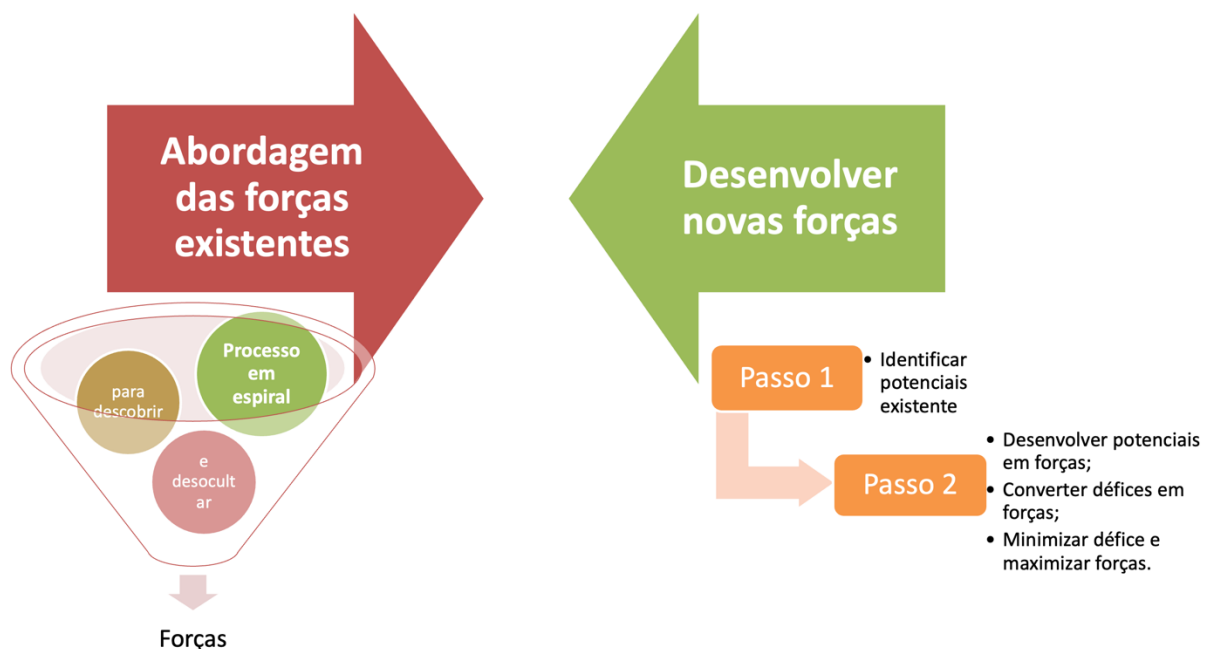 Abordagem
das forças
existentes
Desenvolver
novas forças
Processo
em
espiral
para
descobrir
e
desocult
ar
Forças
Passo 1
• Identificar
potenciais
existente
Passo 2
• Desenvolver potenciais
em forças;
• Converter défices em
forças;
• Minimizar défice e
maximizar forças.